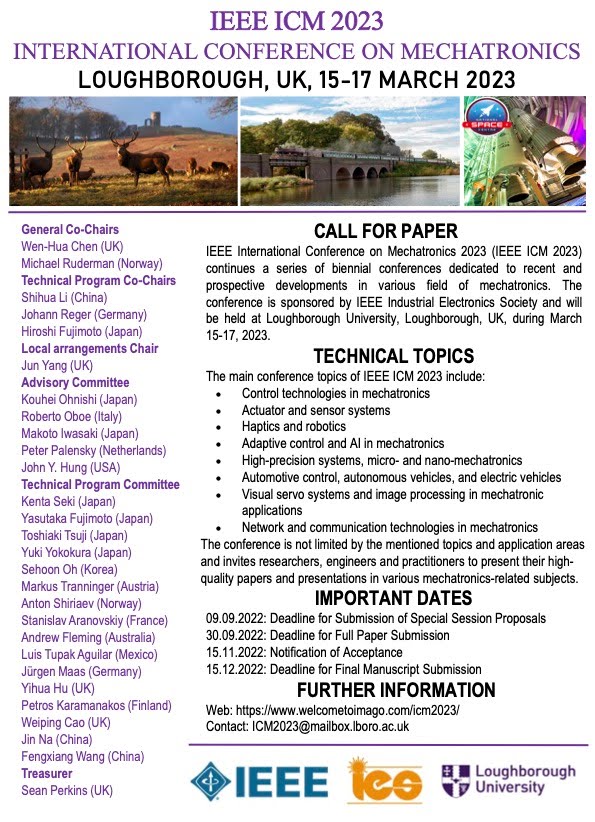 IEEE ICM 2023
INTERNATIONAL CONFERENCE ON MECHATRONICS
LOUGHBOROUGH, UK, 15-17 MARCH 2023
NATIONAL
SPACE
CENTRE
General Co-Chairs
Wen-Hua Chen (UK)
Michael Ruderman (Norway)
Technical Program Co-Chairs
Shihua Li (China)
Johann Reger (Germany)
Hiroshi Fujimoto (Japan)
Local arrangements Chair
Jun Yang (UK)
Advisory Committee
Kouhei Ohnishi (Japan)
Roberto Oboe (Italy)
Makoto Iwasaki (Japan)
Peter Palensky (Netherlands)
John Y. Hung (USA)
Technical Program Committee
Kenta Seki (Japan)
Yasutaka Fujimoto (Japan)
Toshiaki Tsuji (Japan)
Yuki Yokokura (Japan)
Sehoon Oh (Korea)
Markus Tranninger (Austria)
Anton Shiriaev (Norway)
Stanislav Aranovskiy (France)
Andrew Fleming (Australia)
Luis Tupak Aguilar (Mexico)
Jürgen Maas (Germany)
Yihua Hu (UK)
Petros Karamanakos (Finland)
Weiping Cao (UK)
Jin Na (China)
Fengxiang Wang (China)
Treasurer
Sean Perkins (UK)
CALL FOR PAPER
IEEE International Conference on Mechatronics 2023 (IEEE ICM 2023)
continues a series of biennial conferences dedicated to recent and
prospective developments in various field of mechatronics. The
conference is sponsored by IEEE Industrial Electronics Society and will
be held at Loughborough University, Loughborough, UK, during March
15-17, 2023.
TECHNICAL TOPICS
The main conference topics of IEEE ICM 2023 include:
• Control technologies in mechatronics
• Actuator and sensor systems
• Haptics and robotics
• Adaptive control and AI in mechatronics
• High-precision systems, micro- and nano-mechatronics
• Automotive control, autonomous vehicles, and electric vehicles
• Visual servo systems and image processing in mechatronic
applications
• Network and communication technologies in mechatronics
The conference is not limited by the mentioned topics and application areas
and invites researchers, engineers and practitioners to present their high-
quality papers and presentations in various mechatronics-related subjects.
IMPORTANT DATES
09.09.2022: Deadline for Submission of Special Session Proposals
30.09.2022: Deadline for Full Paper Submission
15.11.2022: Notification of Acceptance
15.12.2022: Deadline for Final Manuscript Submission
FURTHER INFORMATION
Web: https://www.welcometoimago.com/icm2023/
Contact: ICM2023@mailbox.lboro.ac.uk
IEEE
ies
Loughborough
University